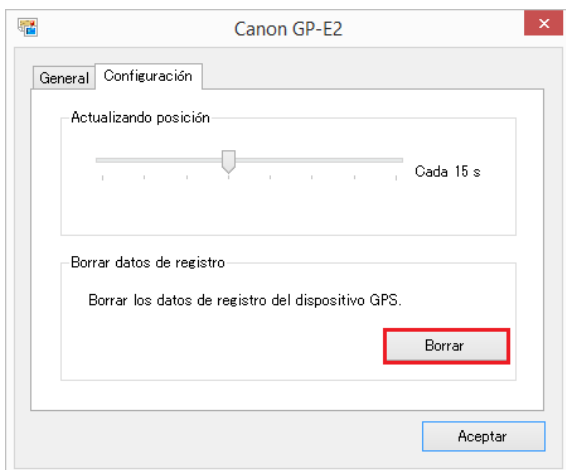 Canon GP-E2
General
Configuración
Actualizando posición
Cada 15 s
Borrar datos de registro
Borrar los datos de registro del dispositivo GPS.
Borrar
Aceptar